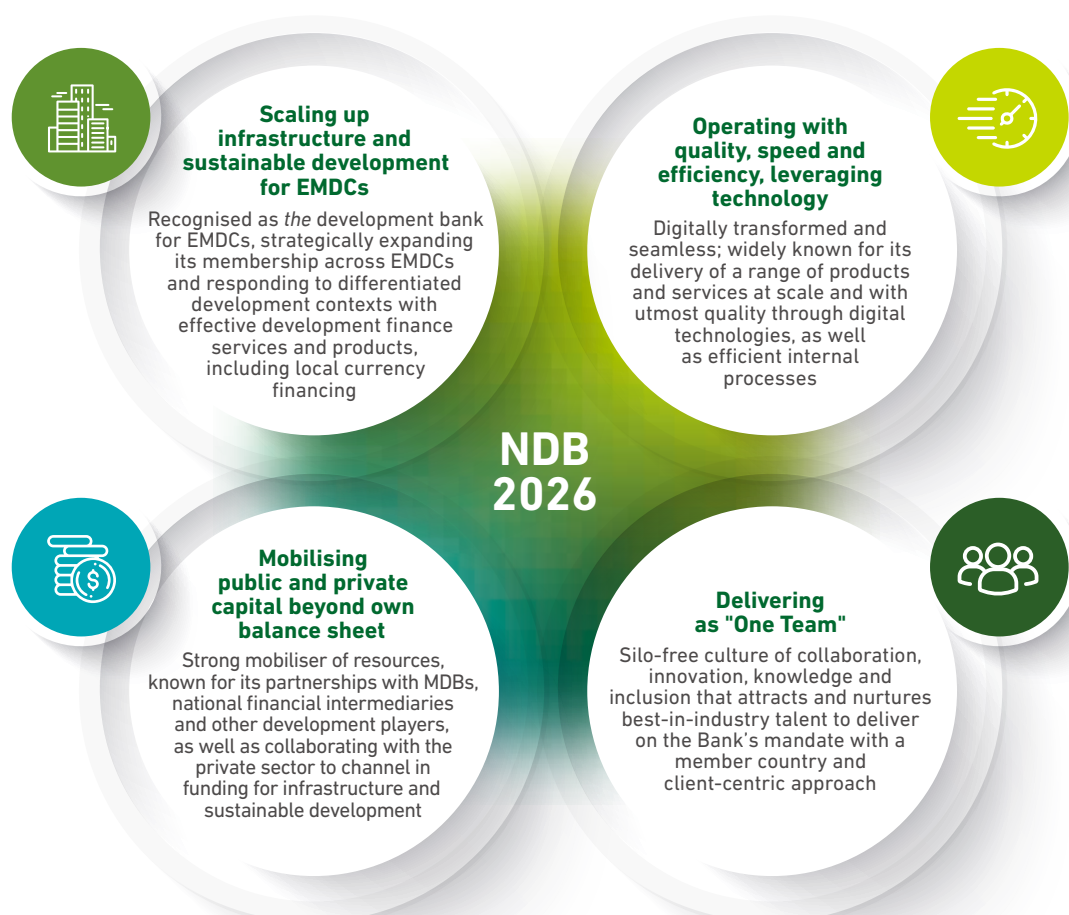 Scaling up
infrastructure and
sustainable development
for EMDCs
Recognised as the development bank
for EMDCs, strategically expanding
its membership across EMDCs
and responding to differentiated
development contexts with
effective development finance
services and products,
including local currency
financing
Operating with
quality, speed and
efficiency, leveraging
technology
Digitally transformed and
seamless; widely known for its
delivery of a range of products
and services at scale and with
utmost quality through digital
technologies, as well
as efficient internal
processes
NDB
2026
Mobilising
public and private
capital beyond own
balance sheet
Strong mobiliser of resources,
known for its partnerships with MDBs,
national financial intermediaries
and other development players,
as well as collaborating with the
private sector to channel in
funding for infrastructure and
sustainable development
Delivering
as "One Team"
Silo-free culture of collaboration,
innovation, knowledge and
inclusion that attracts and nurtures
best-in-industry talent to deliver
on the Bank's mandate with a
member country and
client-centric approach
$